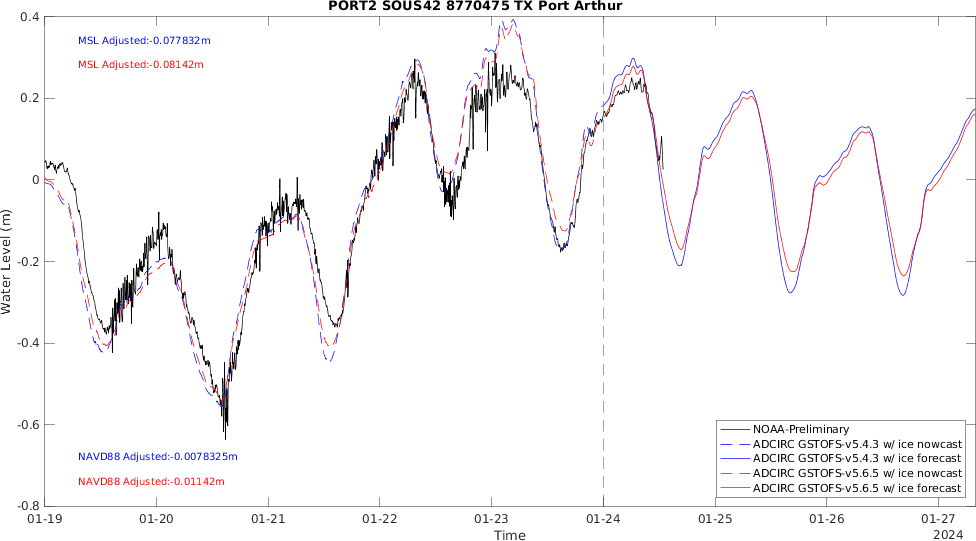 PORT2 SOUS42 8770475 TX Port Arthur
MSL Adjusted:-0.077832m
MSL Adjusted:-0.08142m
0.4
0.2
0
-0.2
-0.4
-0.6
-0.8
Water Level (m)
NAVD88 Adjusted:-0.0078325m
NAVD88 Adjusted:-0.01142m
NOAA-Preliminary
ADCIRC GSTOFS-v5.4.3 w/ ice nowcast
ADCIRC GSTOFS-v5.4.3 w/ ice forecast
ADCIRC GSTOFS-v5.6.5 w/ ice nowcast
ADCIRC GSTOFS-v5.6.5 w/ ice forecast
01-19 01-20 01-21 01-22 01-23 01-24 01-25 01-26 01-27
Time
2024